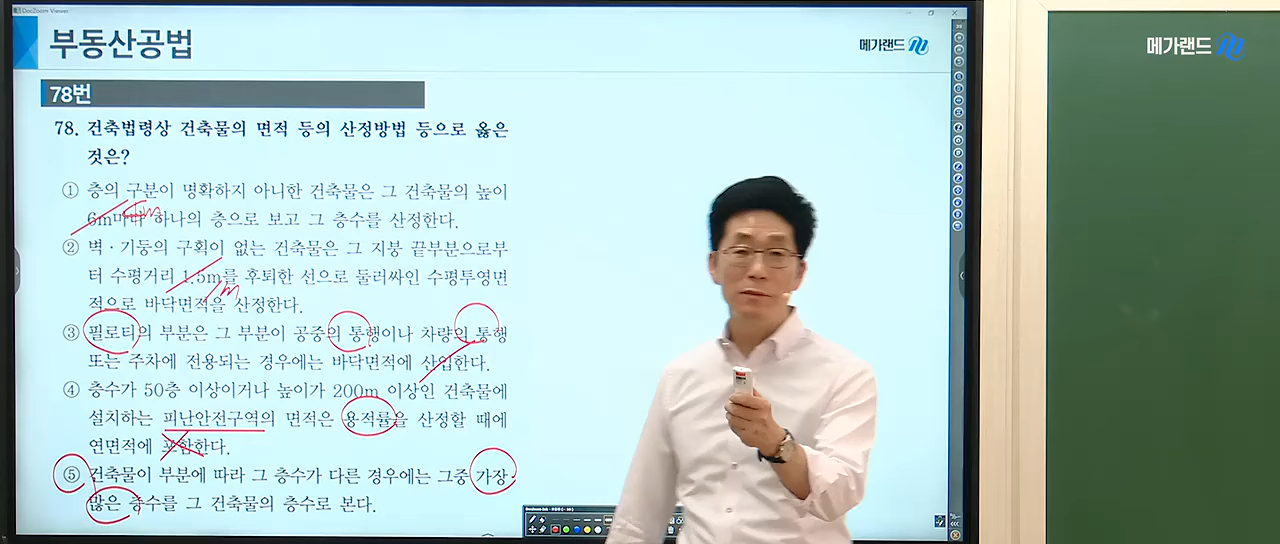 DocZoom Viewer
부동산공법
메가랜드
메가랜드
78번
78. 건축법령상 건축물의 면적 등의 산정방법 등으로 옳은
것은?
① 층의 구분이 명확하지 아니한 건축물은 그 건축물의 높이
4m
6m마다 하나의 층으로 보고 그 층수를 산정한다.
② 벽·기둥의 구획이 없는 건축물은 그 지붕 끝부분으로부
터 수평거리 1.5m를 후퇴한 선으로 둘러싸인 수평투영면
1m
적으로 바닥면적을 산정한다.
③ 필로티의 부분은 그 부분이 공중의 통행이나 차량의 통행
또는 주차에 전용되는 경우에는 바닥면적에 산입한다.
④ 층수가 50층 이상이거나 높이가 200m 이상인 건축물에
설치하는 피난안전구역의 면적은 용적률을 산정할 때에
연면적에 포함한다.
⑤ 건축물이 부분에 따라 그 층수가 다른 경우에는 그중 가장
많은 층수를 그 건축물의 층수로 본다.